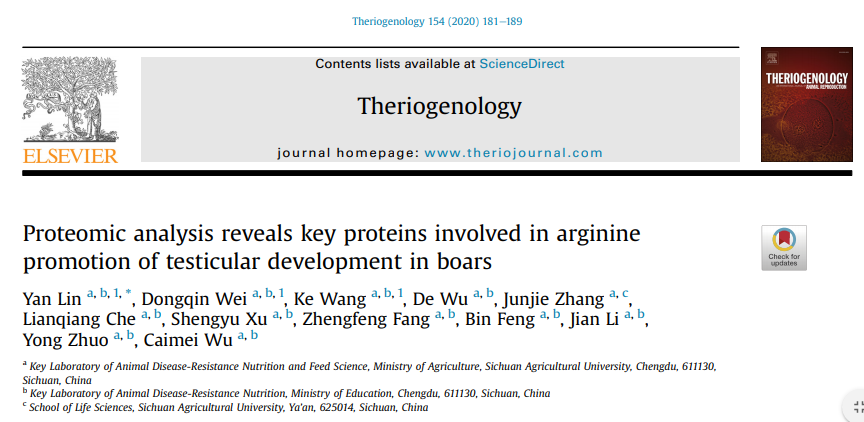 Theriogenology 154 (2020) 181–189
Contents lists available at ScienceDirect
Theriogenology
journal homepage: www.theriojournal.com
ELSEVIER
THERIOGENOLOGY
ANIMAL REPRODUCTION
Proteomic analysis reveals key proteins involved in arginine
promotion of testicular development in boars
Check for
updates
Yan Lin a, b, 1, *, Dongqin Wei a, b, 1, Ke Wang a, b, 1, De Wu a, b, Junjie Zhang a, c,
Lianqiang Che a, b, Shengyu Xu a, b, Zhengfeng Fang a, b, Bin Feng a, b, Jian Li a, b,
Yong Zhuo a, b, Caimei Wu a, b
a Key Laboratory of Animal Disease-Resistance Nutrition and Feed Science, Ministry of Agriculture, Sichuan Agricultural University, Chengdu, 611130,
Sichuan, China
b Key Laboratory of Animal Disease-Resistance Nutrition, Ministry of Education, Chengdu, 611130, Sichuan, China
c School of Life Sciences, Sichuan Agricultural University, Ya'an, 625014, Sichuan, China